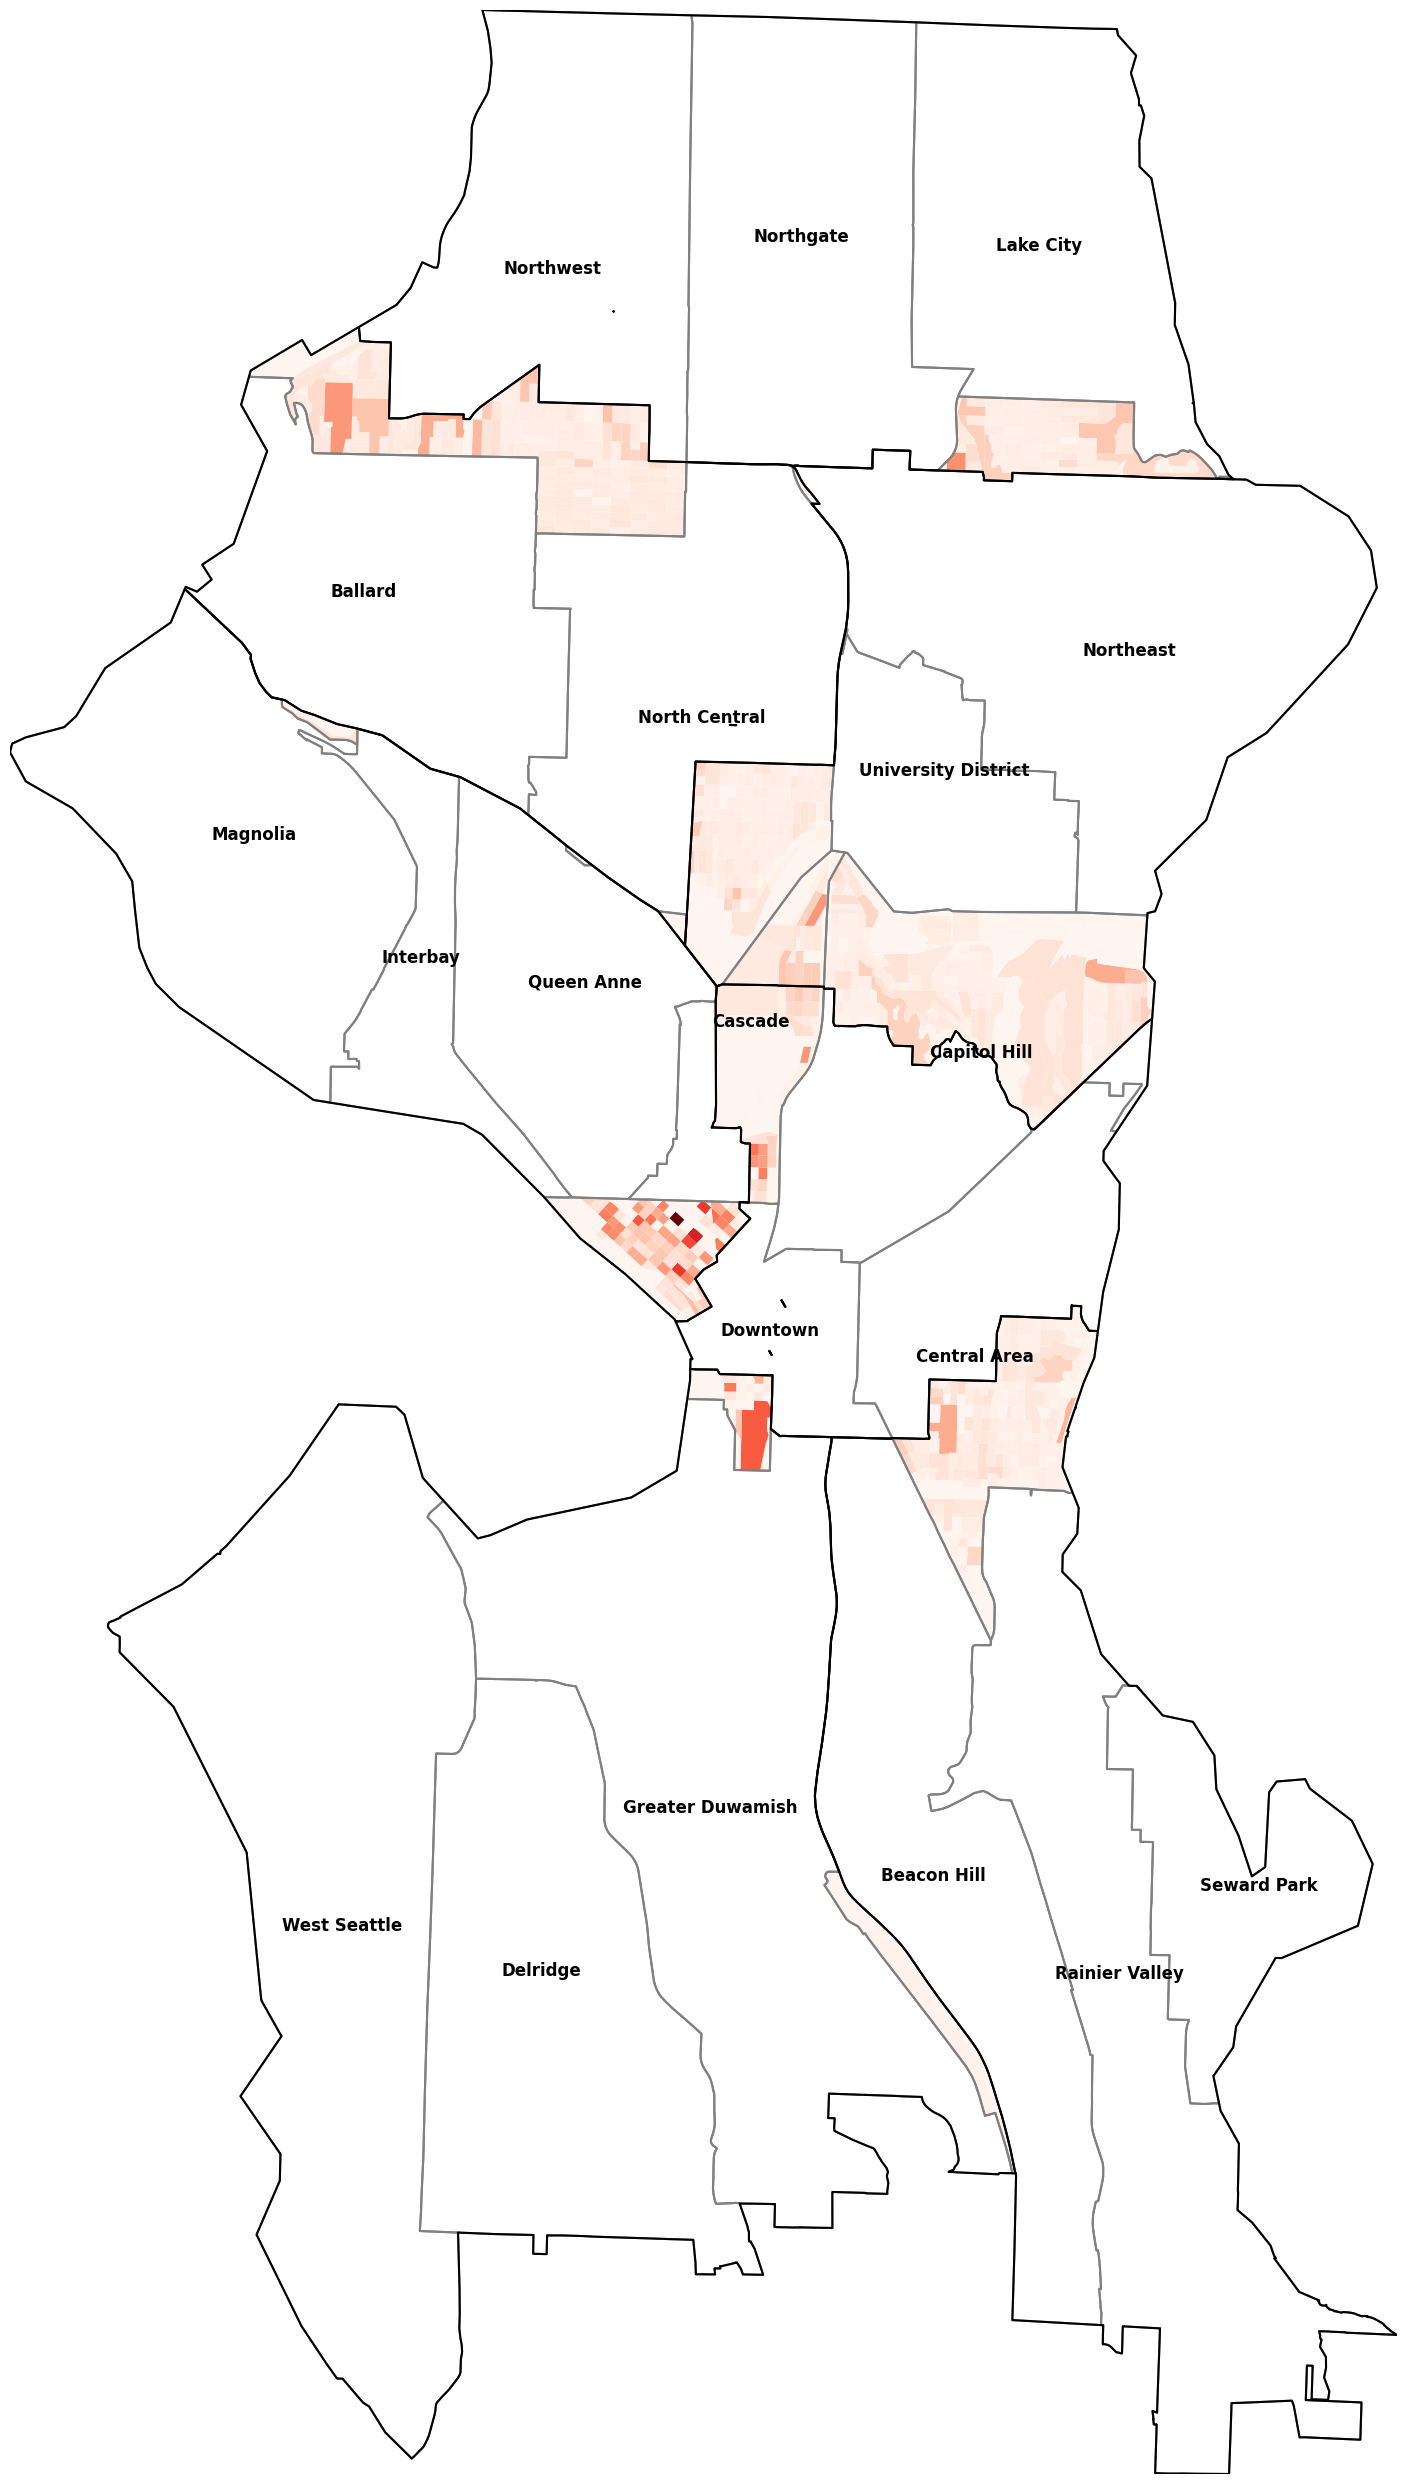 Northgate
Lake City
Northwest
Ballard
Northeast
North Central
University District
Magnolia
Interbay
Queen Anne
Cascade
Capitol Hill
Downtown
Central Area
Greater Duwamish
Beacon Hill
Seward Park
West Seattle
Delridge
Rainier Valley